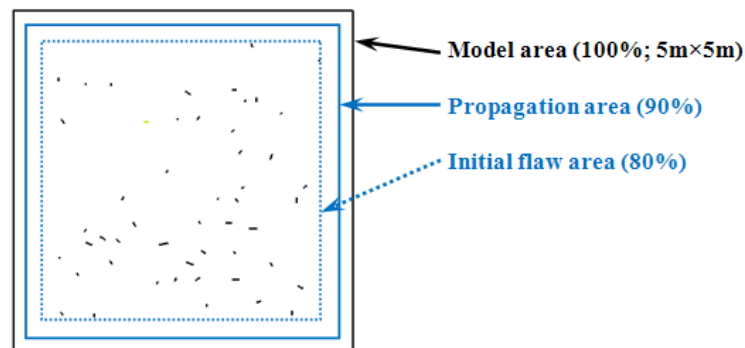 Model area (100%; 5m×5m)
Propagation area (90%)
Initial flaw area (80%)